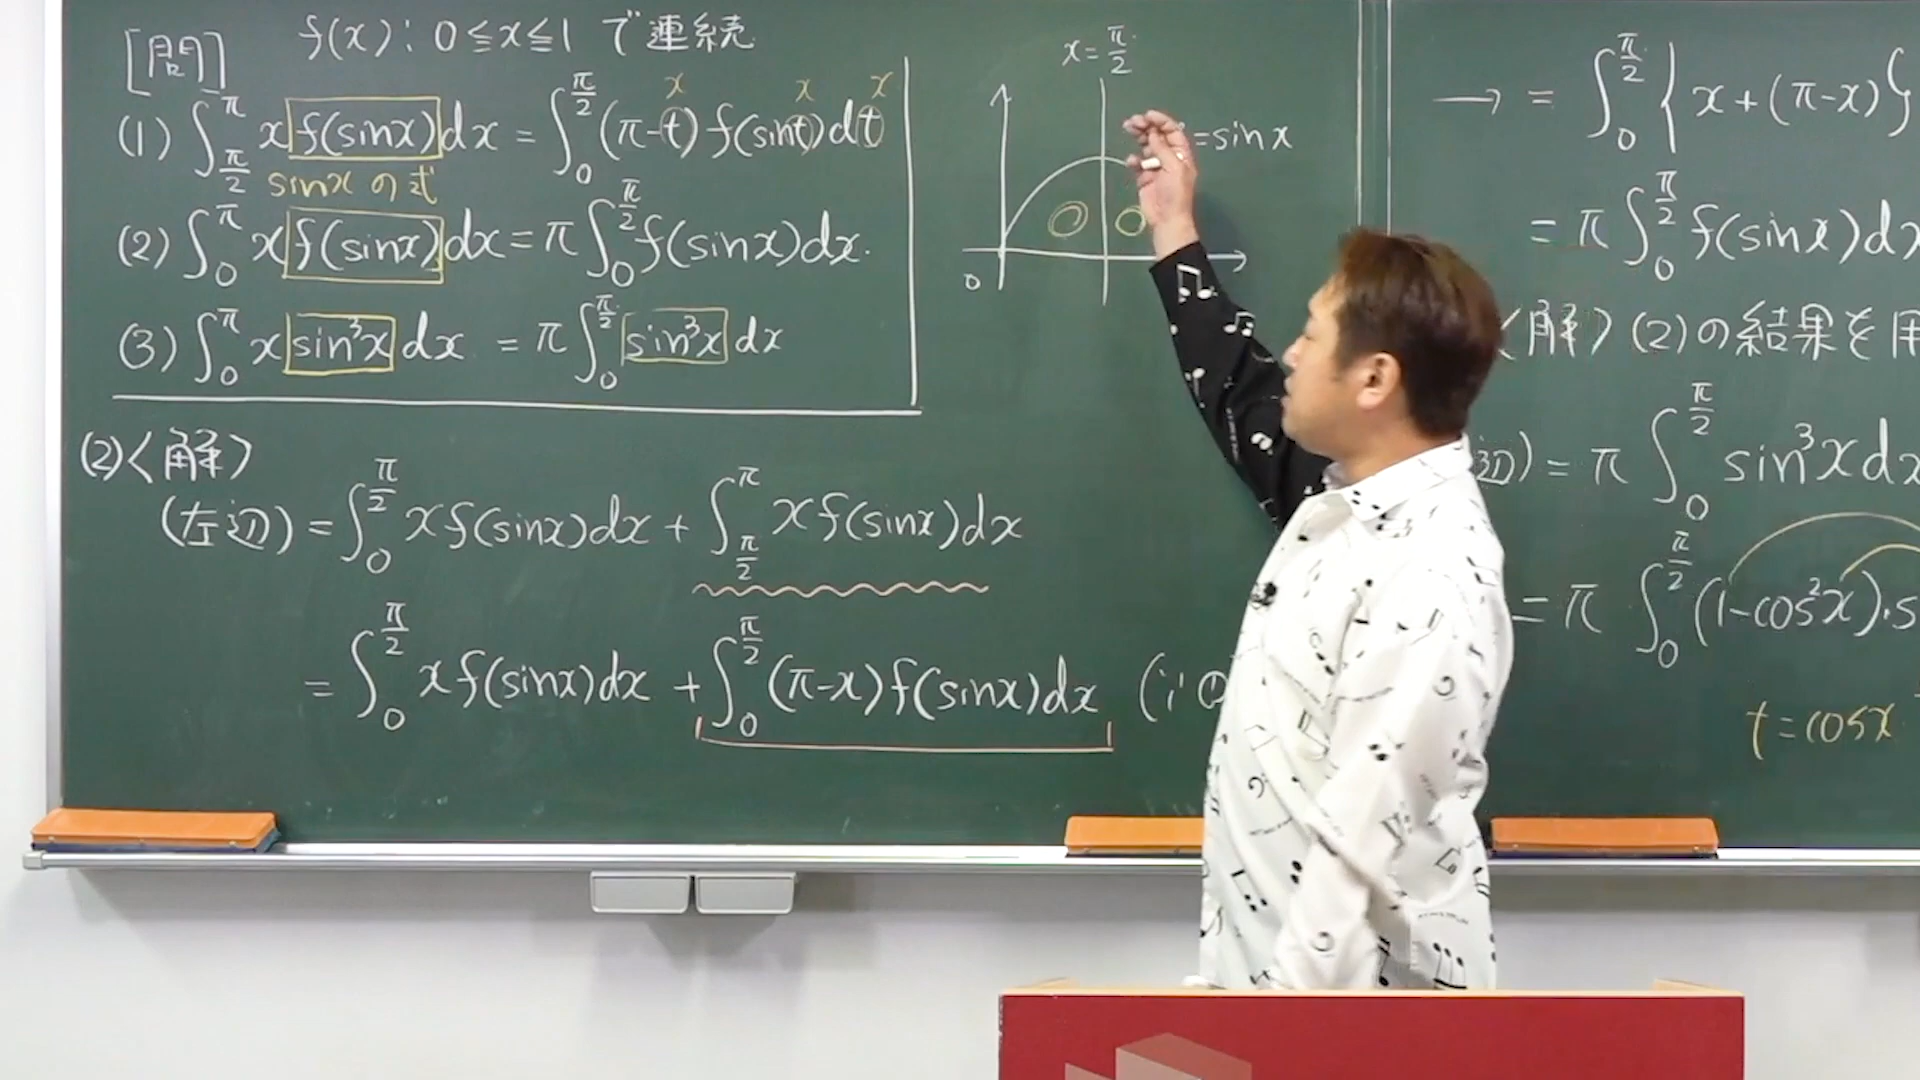 [問] f(x): 0≦x≦1 で連続
(1) ∫_{π/2}^{π} x f(sinx) dx = ∫_0^{π/2} (π-t) f(sint) dt
x x x
sinx の式
(2) ∫_0^π x f(sinx) dx = π ∫_0^{π/2} f(sinx) dx.
(3) ∫_0^π x sin³x dx = π ∫_0^{π/2} sin³x dx
(2)〈解〉
(左辺) = ∫_0^{π/2} x f(sinx) dx + ∫_{π/2}^{π} x f(sinx) dx
= ∫_0^{π/2} x f(sinx) dx + ∫_0^{π/2} (π-x) f(sinx) dx
x = π/2
=sinx
0
→ = ∫_0^{π/2} { x + (π-x) }
= π ∫_0^{π/2} f(sinx) dx
〈解〉(2)の結果を用
辺) = π ∫_0^{π/2} sin³x dx
= π ∫_0^{π/2} (1-cos²x)·s
t = cosx